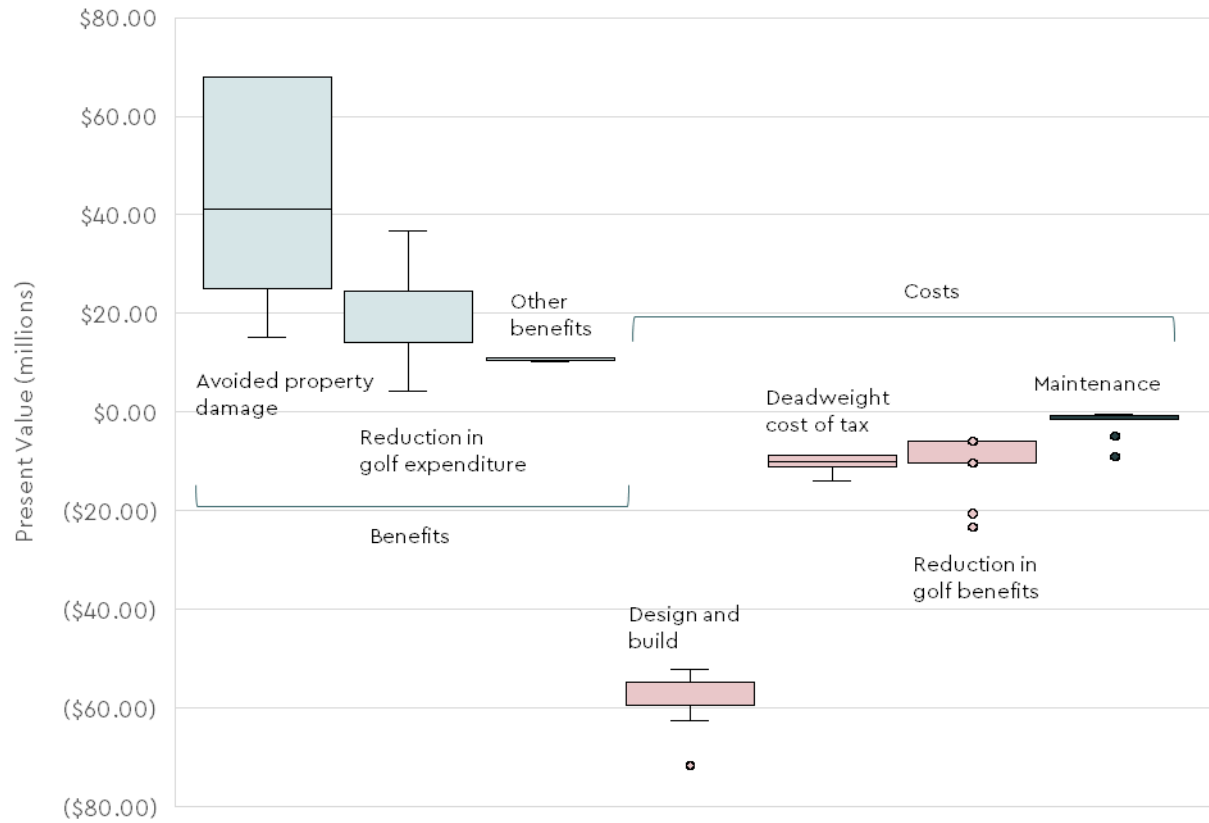 $80.00
$60.00
$40.00
$20.00
$0.00
($20.00)
($40.00)
($60.00)
($80.00)
Present Value (millions)
Avoided property
damage
Reduction in
golf expenditure
Other
benefits
Benefits
Costs
Design and
build
Deadweight
cost of tax
Reduction in
golf benefits
Maintenance